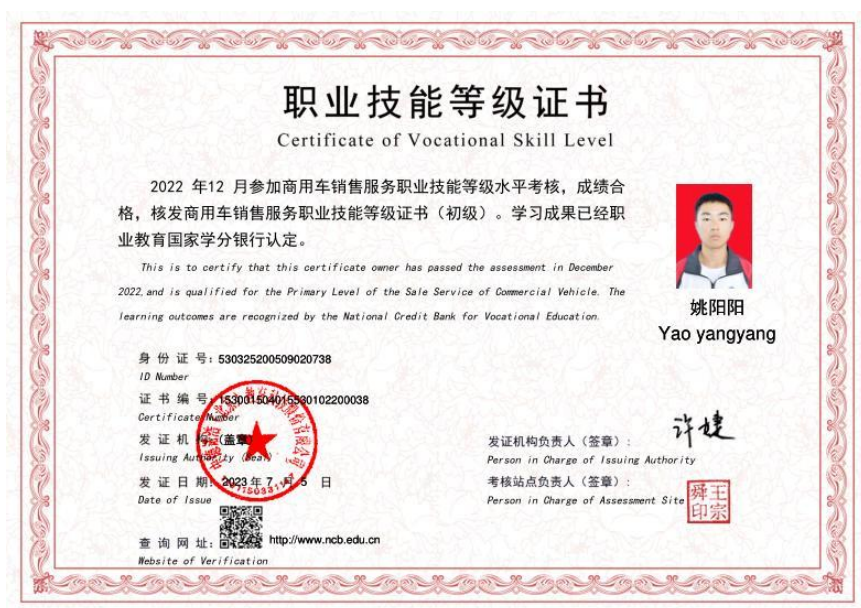 职业技能等级证书
Certificate of Vocational Skill Level
2022 年12 月参加商用车销售服务职业技能等级水平考核，成绩合
格，核发商用车销售服务职业技能等级证书（初级）。学习成果已经职
业教育国家学分银行认定。
This is to certify that this certificate owner has passed the assessment in December
2022,and is qualified for the Primary Level of the Sale Service of Commercial Vehicle. The
learning outcomes are recognized by the National Credit Bank for Vocational Education.
姚阳阳
Yao yangyang
身 份 证 号：530325200509020738
ID Number
证 书 编 号：153001504015530102200038
Certificate Number
发 证 机 构：(盖章)
Issuing Authority (Seal)
发 证 日 期：2023 年 7 月 5 日
Date of Issue
查 询 网 址： http://www.ncb.edu.cn
Website of Verification
发证机构负责人（签章）： 许婕
Person in Charge of Issuing Authority
考核站点负责人（签章）：
Person in Charge of Assessment Site
王宗
舜印